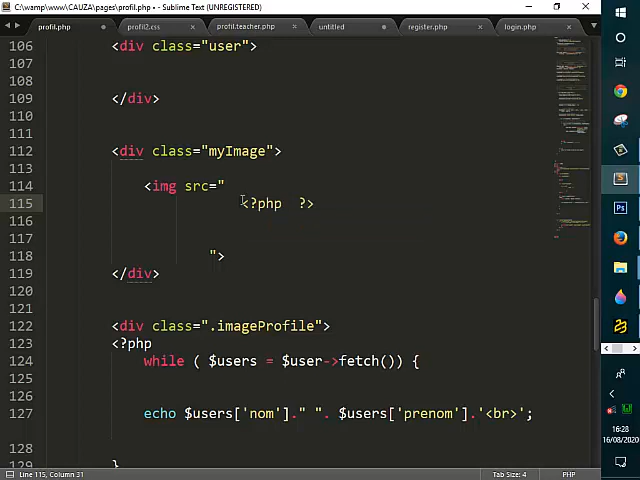 C:\wamp\www\CAUZA\pages\profil.php • - Sublime Text (UNREGISTERED)
profil.php
profil2.css
profil.teacher.php
untitled
register.php
login.php
106 <div class="user">
107
108
109 </div>
110
111
112 <div class="myImage">
113
114 <img src="
115 <?php ?>
116
117
118 ">
119 </div>
120
121
122 <div class=".imageProfile">
123 <?php
124 while ( $users = $user->fetch()) {
125
126
127 echo $users['nom']." ". $users['prenom'].'<br>';
128
129 }
Line 115, Column 31
Tab Size: 4
PHP
16:28
16/08/2020